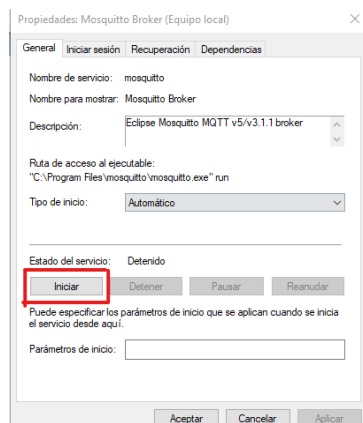 Propiedades: Mosquitto Broker (Equipo local)
General Iniciar sesión Recuperación Dependencias
Nombre de servicio: mosquitto
Nombre para mostrar: Mosquitto Broker
Descripción: Eclipse Mosquitto MQTT v5/v3.1.1 broker
Ruta de acceso al ejecutable:
"C:\Program Files\mosquitto\mosquitto.exe" run
Tipo de inicio: Automático
Estado del servicio: Detenido
Iniciar Detener Pausar Reanudar
Puede especificar los parámetros de inicio que se aplican cuando se inicia
el servicio desde aquí.
Parámetros de inicio:
Aceptar Cancelar Aplicar